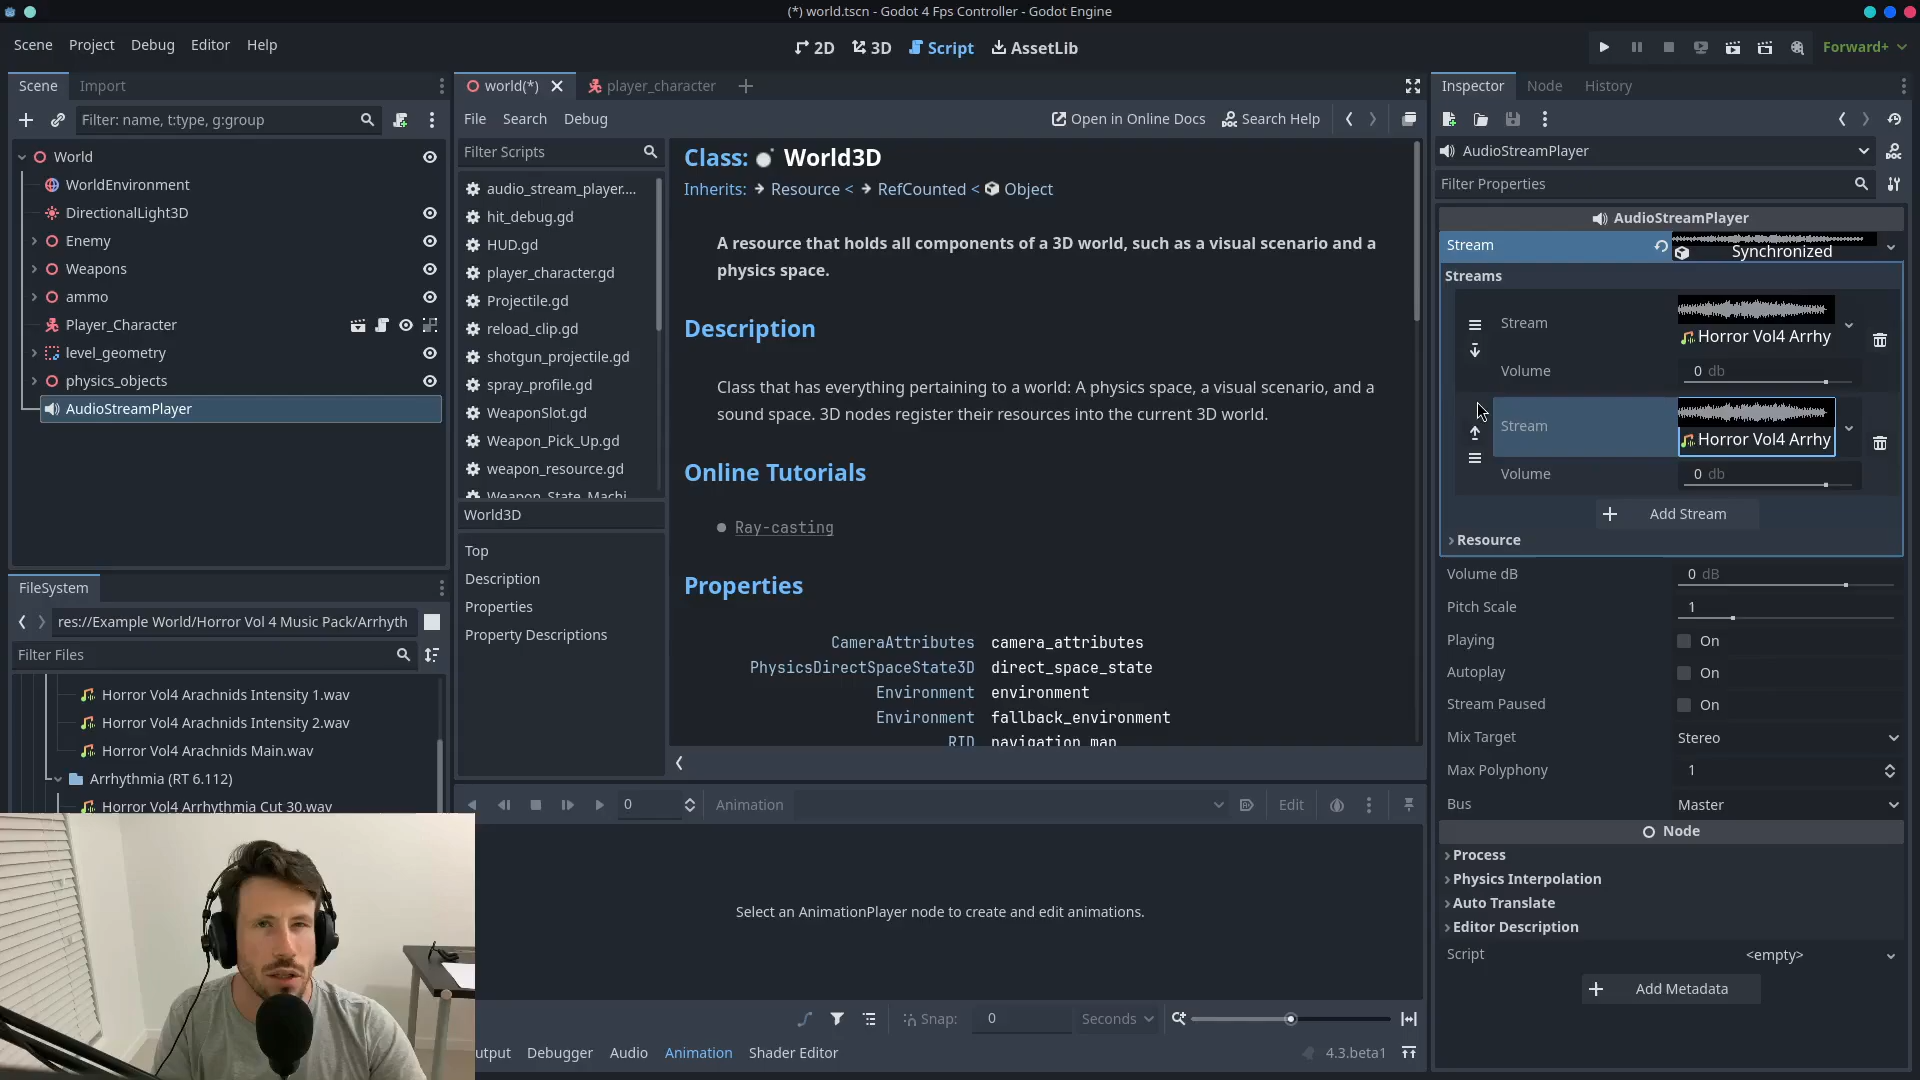 (*) world.tscn - Godot 4 Fps Controller - Godot Engine
Scene Project Debug Editor Help
2D 3D Script AssetLib
Forward+
Scene Import
Filter: name, t:type, g:group
World
WorldEnvironment
DirectionalLight3D
Enemy
Weapons
ammo
Player_Character
level_geometry
physics_objects
AudioStreamPlayer
FileSystem
res://Example World/Horror Vol 4 Music Pack/Arrhyth
Filter Files
Horror Vol4 Arachnids Intensity 1.wav
Horror Vol4 Arachnids Intensity 2.wav
Horror Vol4 Arachnids Main.wav
Arrhythmia (RT 6.112)
Horror Vol4 Arrhythmia Cut 30.wav
world(*) player_character
File Search Debug
Open in Online Docs Search Help
Filter Scripts
audio_stream_player....
hit_debug.gd
HUD.gd
player_character.gd
Projectile.gd
reload_clip.gd
shotgun_projectile.gd
spray_profile.gd
WeaponSlot.gd
Weapon_Pick_Up.gd
weapon_resource.gd
Weapon_State_Machi
World3D
Top
Description
Properties
Property Descriptions
Class: World3D
Inherits: Resource < RefCounted < Object
A resource that holds all components of a 3D world, such as a visual scenario and a
physics space.
Description
Class that has everything pertaining to a world: A physics space, a visual scenario, and a
sound space. 3D nodes register their resources into the current 3D world.
Online Tutorials
Ray-casting
Properties
CameraAttributes camera_attributes
PhysicsDirectSpaceState3D direct_space_state
Environment environment
Environment fallback_environment
RID navigation_map
0 Animation Edit
Select an AnimationPlayer node to create and edit animations.
Snap: 0 Seconds
utput Debugger Audio Animation Shader Editor
4.3.beta1
Inspector Node History
AudioStreamPlayer
Filter Properties
AudioStreamPlayer
Stream Synchronized
Streams
Stream Horror Vol4 Arrhy
Volume 0 db
Stream Horror Vol4 Arrhy
Volume 0 db
Add Stream
Resource
Volume dB 0 dB
Pitch Scale 1
Playing On
Autoplay On
Stream Paused On
Mix Target Stereo
Max Polyphony 1
Bus Master
Node
Process
Physics Interpolation
Auto Translate
Editor Description
Script <empty>
Add Metadata